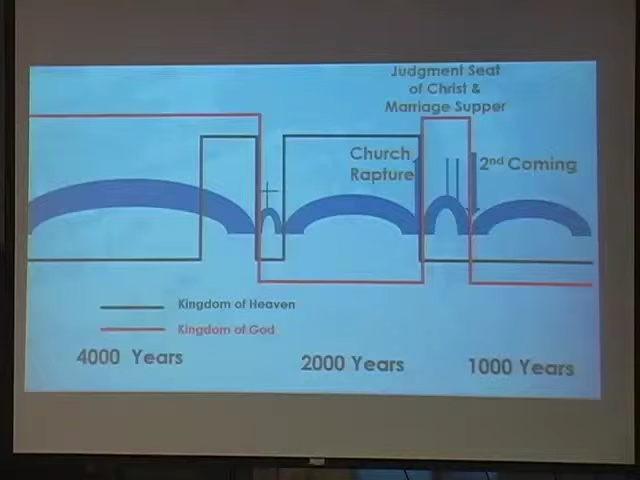 Judgment Seat
of Christ &
Marriage Supper
Church
Rapture
2nd Coming
Kingdom of Heaven
Kingdom of God
4000 Years
2000 Years
1000 Years